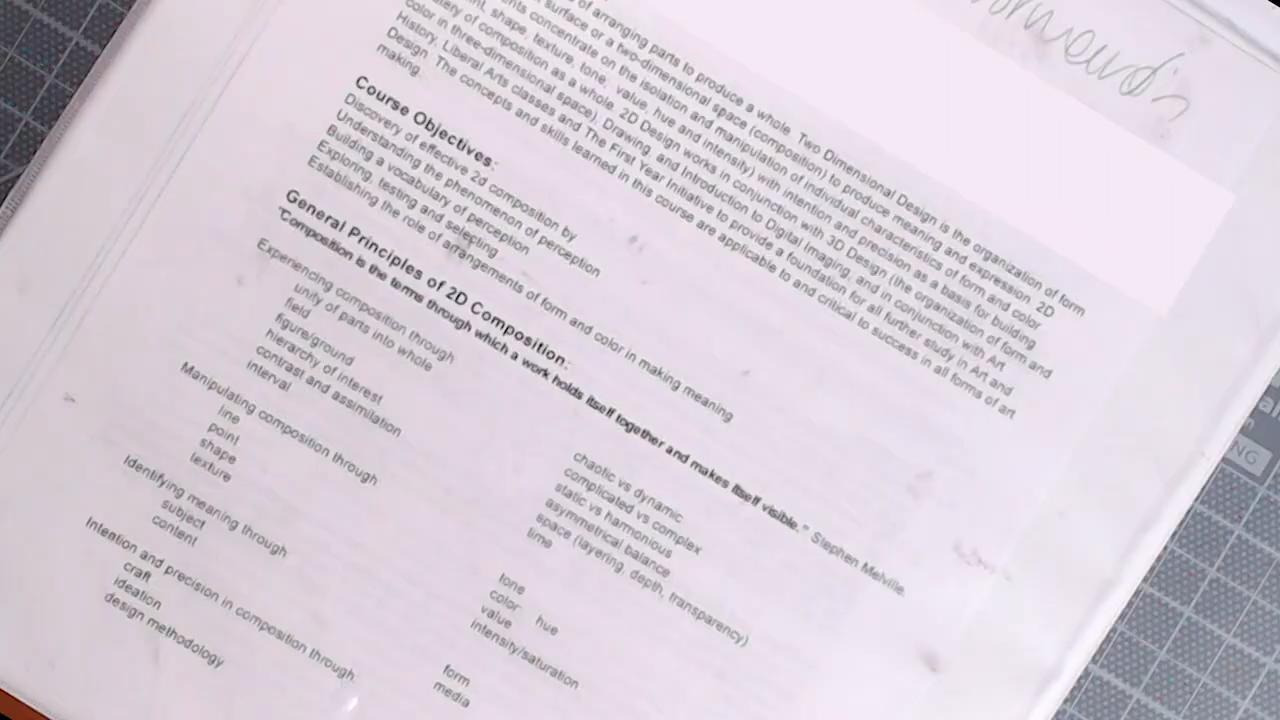 of arranging parts to produce a whole. Two Dimensional Design is the organization of form
surface or a two-dimensional space (composition) to produce meaning and expression. 2D
concentrate on the isolation and manipulation of individual characteristics of form and color
shape, texture, tone, value, hue and intensity) with intention and precision as a basis for building
of composition as a whole. 2D Design works in conjunction with 3D Design (the organization of form and
color in three-dimensional space), Drawing, and Introduction to Digital Imaging, and in conjunction with Art
History, Liberal Arts classes and The First Year Initiative to provide a foundation for all further study in Art and
Design. The concepts and skills learned in this course are applicable to and critical to success in all forms of art
making.
Course Objectives:
Discovery of effective 2d composition by
Understanding the phenomenon of perception
Building a vocabulary of perception
Exploring, testing and selecting
Establishing the role of arrangements of form and color in making meaning
General Principles of 2D Composition:
"Composition is the terms through which a work holds itself together and makes itself visible." Stephen Melville.
Experiencing composition through
unity of parts into whole
field
figure/ground
hierarchy of interest
contrast and assimilation
interval
chaotic vs dynamic
complicated vs complex
static vs harmonious
asymmetrical balance
space (layering, depth, transparency)
time
Manipulating composition through
line
point
shape
texture
tone
color hue
value
intensity/saturation
Identifying meaning through
subject
content
form
media
Intention and precision in composition through
craft
ideation
design methodology